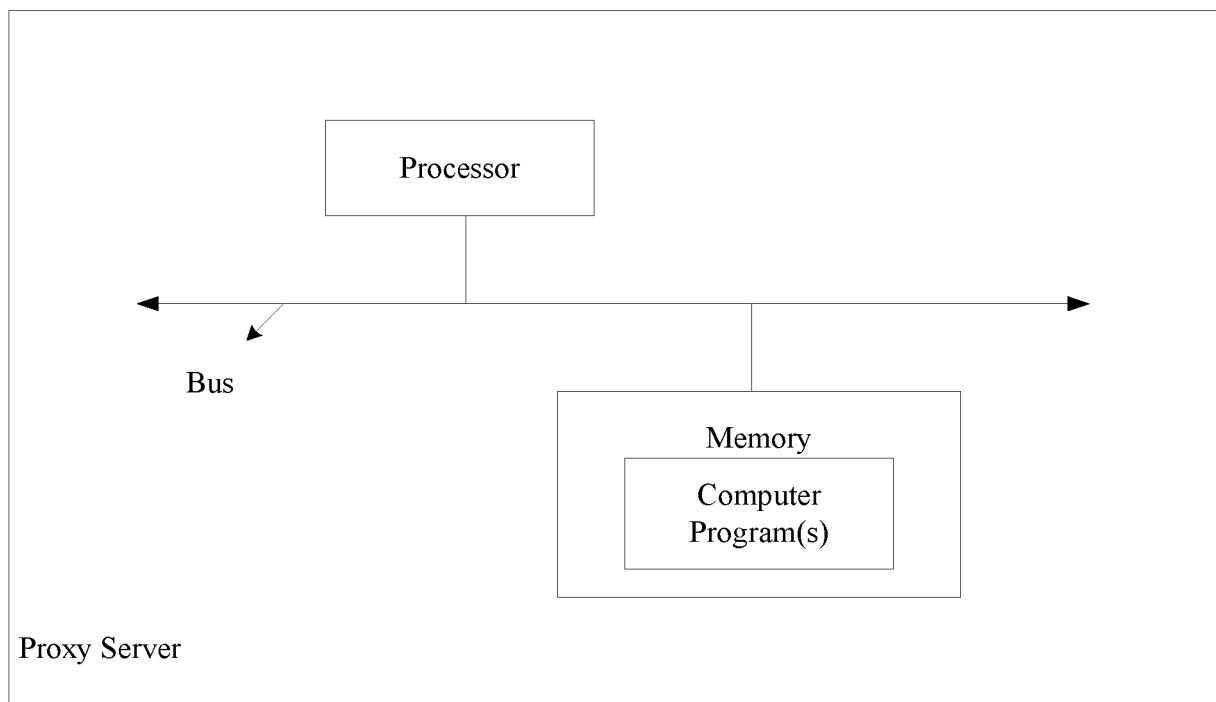 Processor
Bus
Memory
Computer
Program(s)
Proxy Server